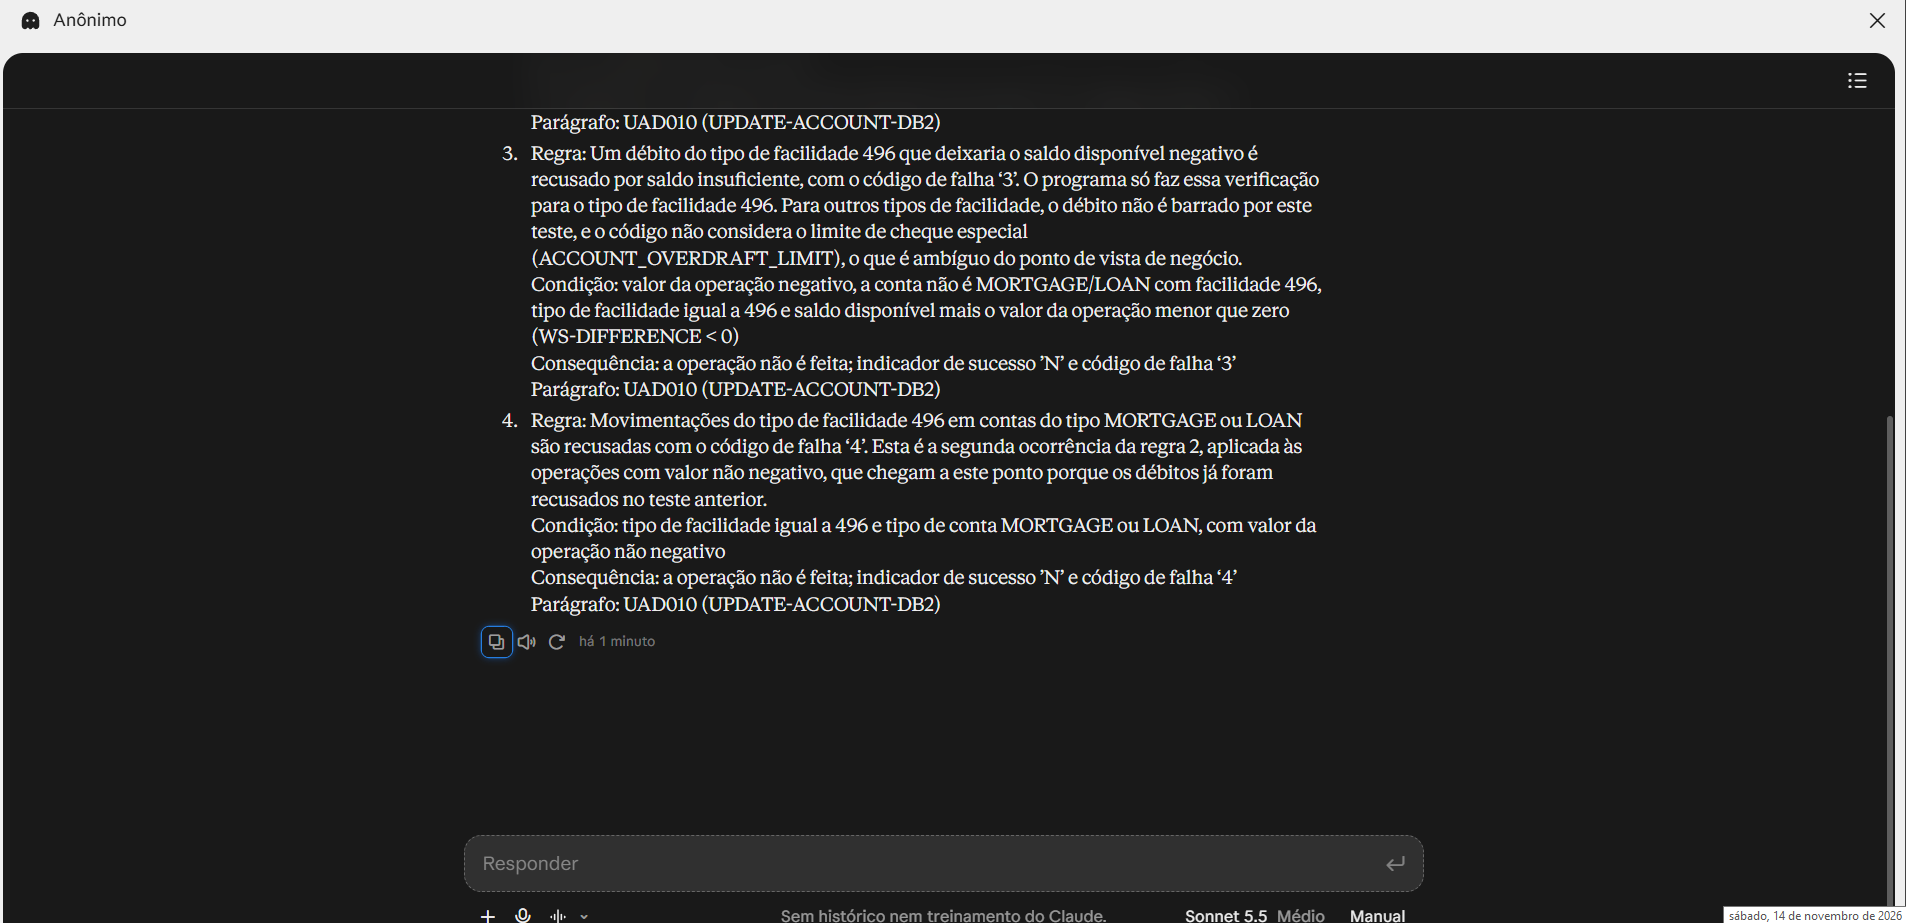 Anônimo
Parágrafo: UAD010 (UPDATE-ACCOUNT-DB2)
3. Regra: Um débito do tipo de facilidade 496 que deixaria o saldo disponível negativo é
recusado por saldo insuficiente, com o código de falha ‘3’. O programa só faz essa verificação
para o tipo de facilidade 496. Para outros tipos de facilidade, o débito não é barrado por este
teste, e o código não considera o limite de cheque especial
(ACCOUNT_OVERDRAFT_LIMIT), o que é ambíguo do ponto de vista de negócio.
Condição: valor da operação negativo, a conta não é MORTGAGE/LOAN com facilidade 496,
tipo de facilidade igual a 496 e saldo disponível mais o valor da operação menor que zero
(WS-DIFFERENCE < 0)
Consequência: a operação não é feita; indicador de sucesso ’N’ e código de falha ‘3’
Parágrafo: UAD010 (UPDATE-ACCOUNT-DB2)
4. Regra: Movimentações do tipo de facilidade 496 em contas do tipo MORTGAGE ou LOAN
são recusadas com o código de falha ‘4’. Esta é a segunda ocorrência da regra 2, aplicada às
operações com valor não negativo, que chegam a este ponto porque os débitos já foram
recusados no teste anterior.
Condição: tipo de facilidade igual a 496 e tipo de conta MORTGAGE ou LOAN, com valor da
operação não negativo
Consequência: a operação não é feita; indicador de sucesso ’N’ e código de falha ‘4’
Parágrafo: UAD010 (UPDATE-ACCOUNT-DB2)
há 1 minuto
Responder
Sem histórico nem treinamento do Claude. Sonnet 5.5 Médio Manual
sábado, 14 de novembro de 2026